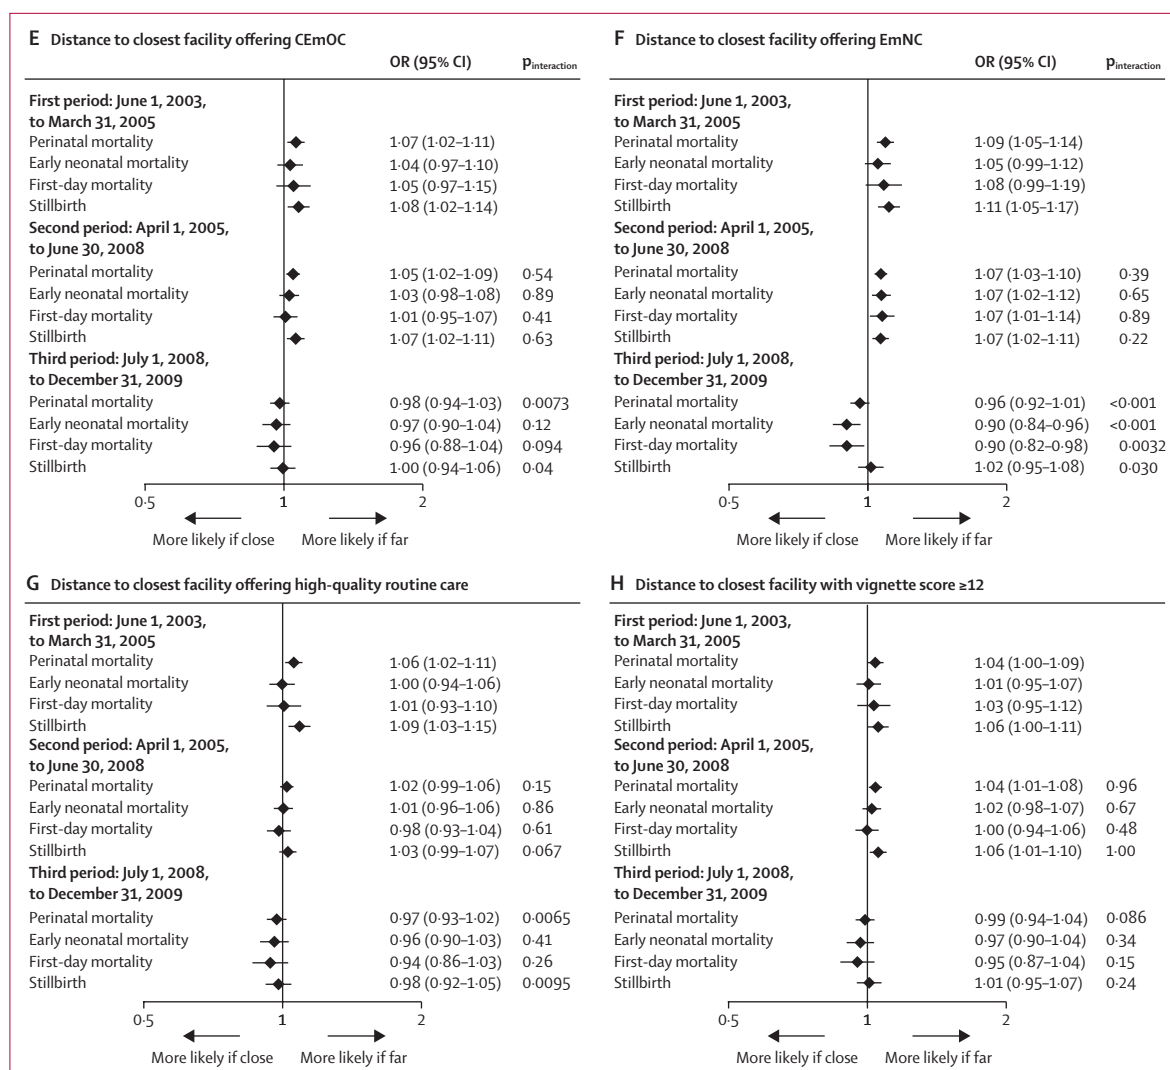 E Distance to closest facility offering CEmOC
OR (95% CI) p interaction
First period: June 1, 2003,
to March 31, 2005
Perinatal mortality 1·07 (1·02–1·11)
Early neonatal mortality 1·04 (0·97–1·10)
First-day mortality 1·05 (0·97–1·15)
Stillbirth 1·08 (1·02–1·14)
Second period: April 1, 2005,
to June 30, 2008
Perinatal mortality 1·05 (1·02–1·09) 0·54
Early neonatal mortality 1·03 (0·98–1·08) 0·89
First-day mortality 1·01 (0·95–1·07) 0·41
Stillbirth 1·07 (1·02–1·11) 0·63
Third period: July 1, 2008,
to December 31, 2009
Perinatal mortality 0·98 (0·94–1·03) 0·0073
Early neonatal mortality 0·97 (0·90–1·04) 0·12
First-day mortality 0·96 (0·88–1·04) 0·094
Stillbirth 1·00 (0·94–1·06) 0·04
0·5 1 2
More likely if close More likely if far
F Distance to closest facility offering EmNC
OR (95% CI) p interaction
First period: June 1, 2003,
to March 31, 2005
Perinatal mortality 1·09 (1·05–1·14)
Early neonatal mortality 1·05 (0·99–1·12)
First-day mortality 1·08 (0·99–1·19)
Stillbirth 1·11 (1·05–1·17)
Second period: April 1, 2005,
to June 30, 2008
Perinatal mortality 1·07 (1·03–1·10) 0·39
Early neonatal mortality 1·07 (1·02–1·12) 0·65
First-day mortality 1·07 (1·01–1·14) 0·89
Stillbirth 1·07 (1·02–1·11) 0·22
Third period: July 1, 2008,
to December 31, 2009
Perinatal mortality 0·96 (0·92–1·01) <0·001
Early neonatal mortality 0·90 (0·84–0·96) <0·001
First-day mortality 0·90 (0·82–0·98) 0·0032
Stillbirth 1·02 (0·95–1·08) 0·030
0·5 1 2
More likely if close More likely if far
G Distance to closest facility offering high-quality routine care
First period: June 1, 2003,
to March 31, 2005
Perinatal mortality 1·06 (1·02–1·11)
Early neonatal mortality 1·00 (0·94–1·06)
First-day mortality 1·01 (0·93–1·10)
Stillbirth 1·09 (1·03–1·15)
Second period: April 1, 2005,
to June 30, 2008
Perinatal mortality 1·02 (0·99–1·06) 0·15
Early neonatal mortality 1·01 (0·96–1·06) 0·86
First-day mortality 0·98 (0·93–1·04) 0·61
Stillbirth 1·03 (0·99–1·07) 0·067
Third period: July 1, 2008,
to December 31, 2009
Perinatal mortality 0·97 (0·93–1·02) 0·0065
Early neonatal mortality 0·96 (0·90–1·03) 0·41
First-day mortality 0·94 (0·86–1·03) 0·26
Stillbirth 0·98 (0·92–1·05) 0·0095
0·5 1 2
More likely if close More likely if far
H Distance to closest facility with vignette score ≥12
First period: June 1, 2003,
to March 31, 2005
Perinatal mortality 1·04 (1·00–1·09)
Early neonatal mortality 1·01 (0·95–1·07)
First-day mortality 1·03 (0·95–1·12)
Stillbirth 1·06 (1·00–1·11)
Second period: April 1, 2005,
to June 30, 2008
Perinatal mortality 1·04 (1·01–1·08) 0·96
Early neonatal mortality 1·02 (0·98–1·07) 0·67
First-day mortality 1·00 (0·94–1·06) 0·48
Stillbirth 1·06 (1·01–1·10) 1·00
Third period: July 1, 2008,
to December 31, 2009
Perinatal mortality 0·99 (0·94–1·04) 0·086
Early neonatal mortality 0·97 (0·90–1·04) 0·34
First-day mortality 0·95 (0·87–1·04) 0·15
Stillbirth 1·01 (0·95–1·07) 0·24
0·5 1 2
More likely if close More likely if far